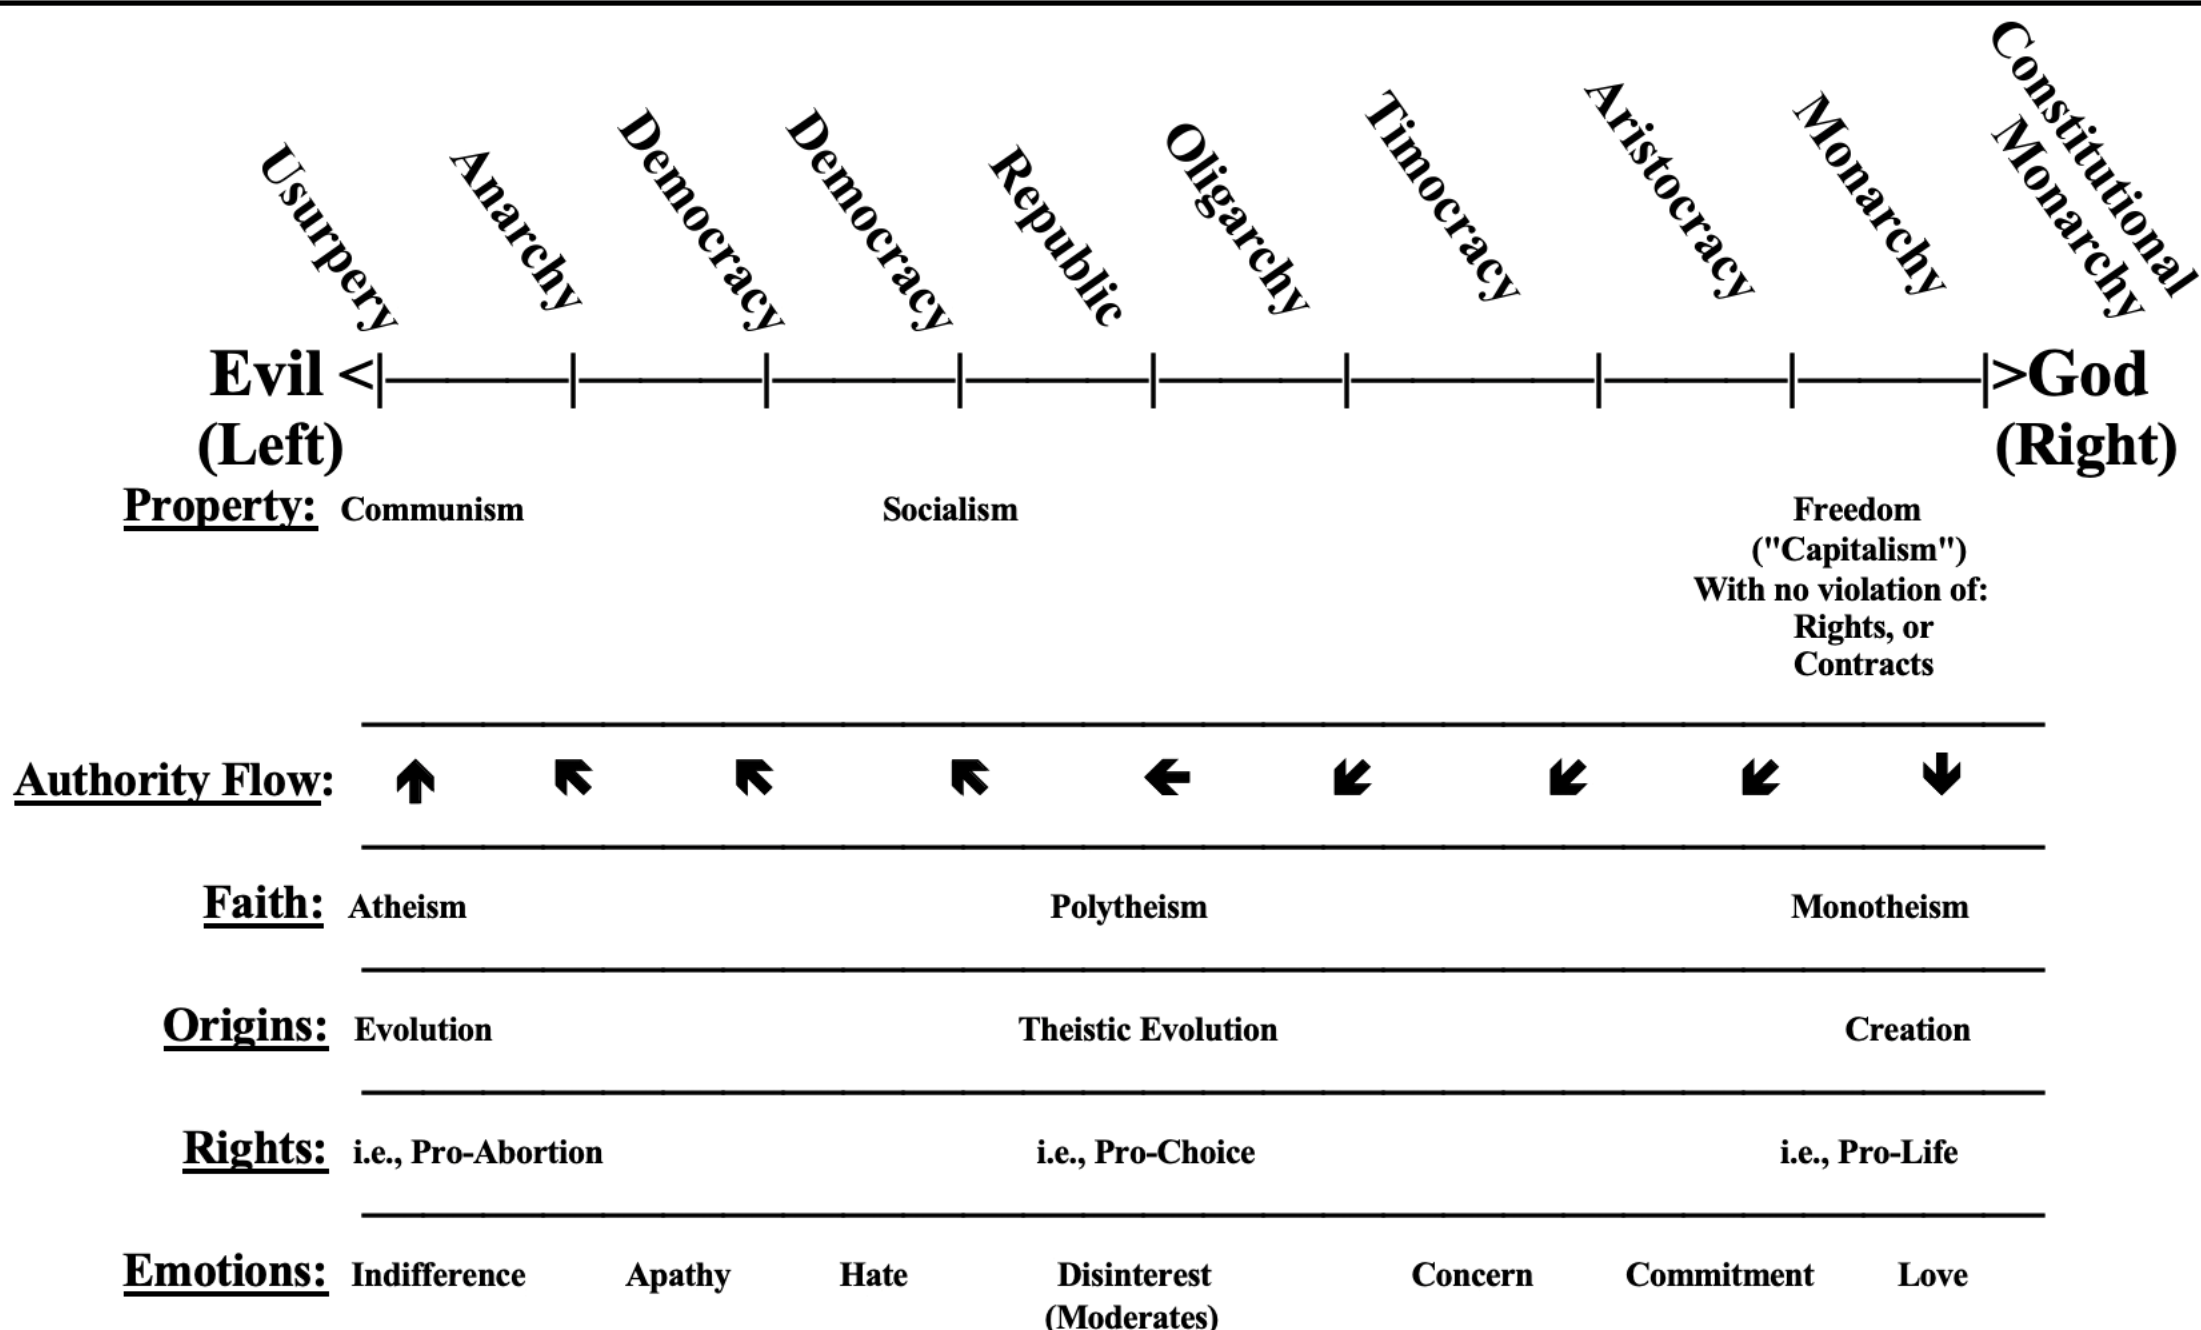 Usurpery
Anarchy
Democracy
Democracy
Republic
Oligarchy
Timocracy
Aristocracy
Monarchy
Constitutional
Monarchy
Evil <|———|———|———|———|———|———|———|———|>God
(Left) (Right)
Property: Communism Socialism Freedom
("Capitalism")
With no violation of:
Rights, or
Contracts
Authority Flow: 🡹 🡼 🡼 🡼 🡸 🡿 🡿 🡿 🡻
Faith: Atheism Polytheism Monotheism
Origins: Evolution Theistic Evolution Creation
Rights: i.e., Pro-Abortion i.e., Pro-Choice i.e., Pro-Life
Emotions: Indifference Apathy Hate Disinterest Concern Commitment Love
(Moderates)